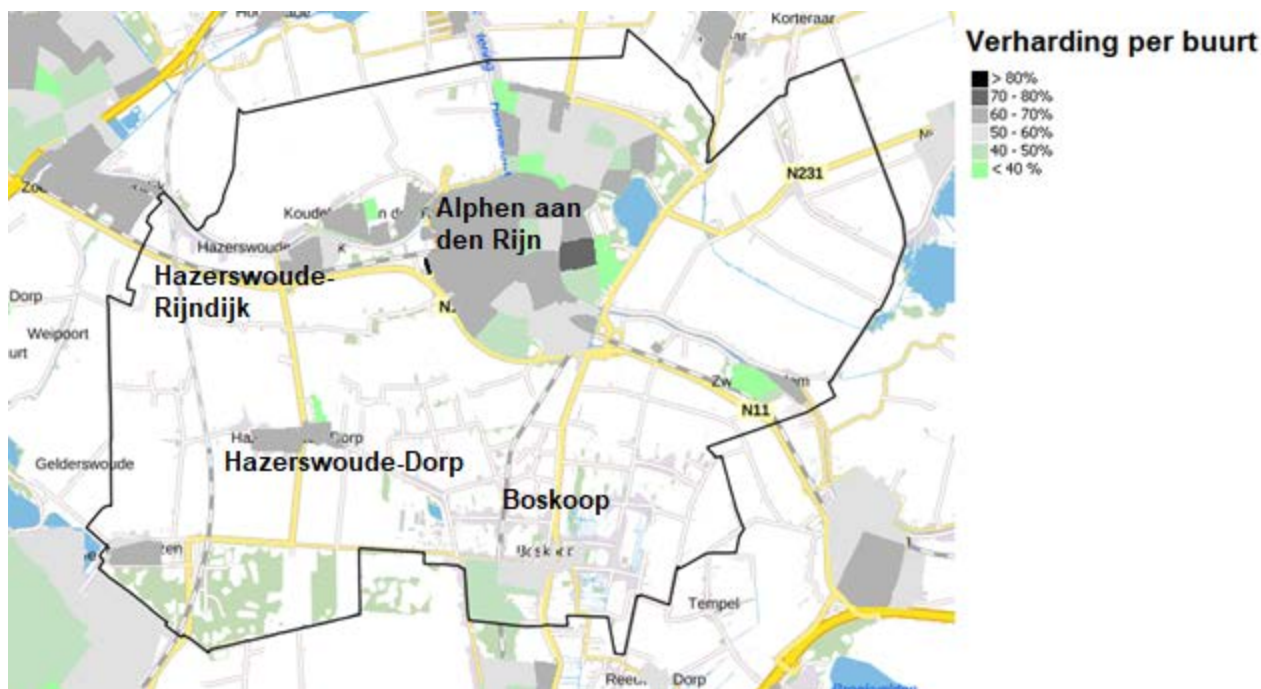 Verharding per buurt
> 80%
70 - 80%
60 - 70%
50 - 60%
40 - 50%
< 40 %
Korteraar
N231
Alphen aan
den Rijn
Hazerswoude
Hazerswoude-
Rijndijk
Dorp
Weipoort
N11
Hazerswoude-Dorp
Gelderswoude
Boskoop
Tempel
Dorp